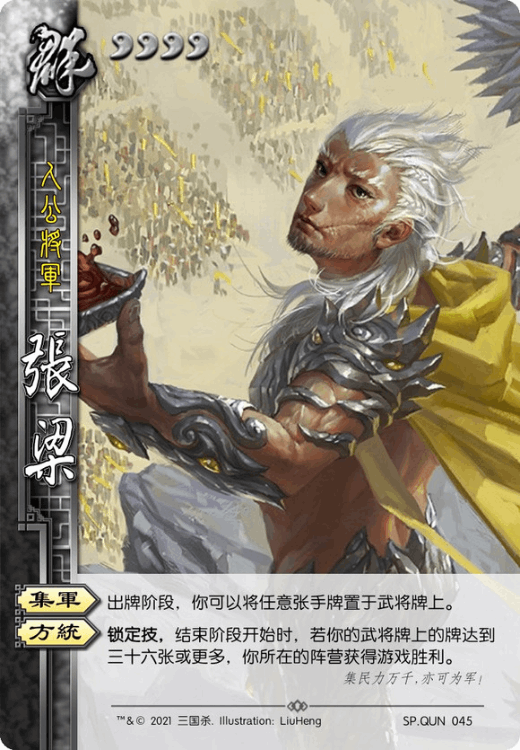 群
人公將軍
張梁
集軍
出牌阶段，你可以将任意张手牌置于武将牌上。
方統
锁定技，结束阶段开始时，若你的武将牌上的牌达到
三十六张或更多，你所在的阵营获得游戏胜利。
集民力万千，亦可为军！
™&© 2021 三国杀. Illustration: LiuHeng
SP.QUN 045